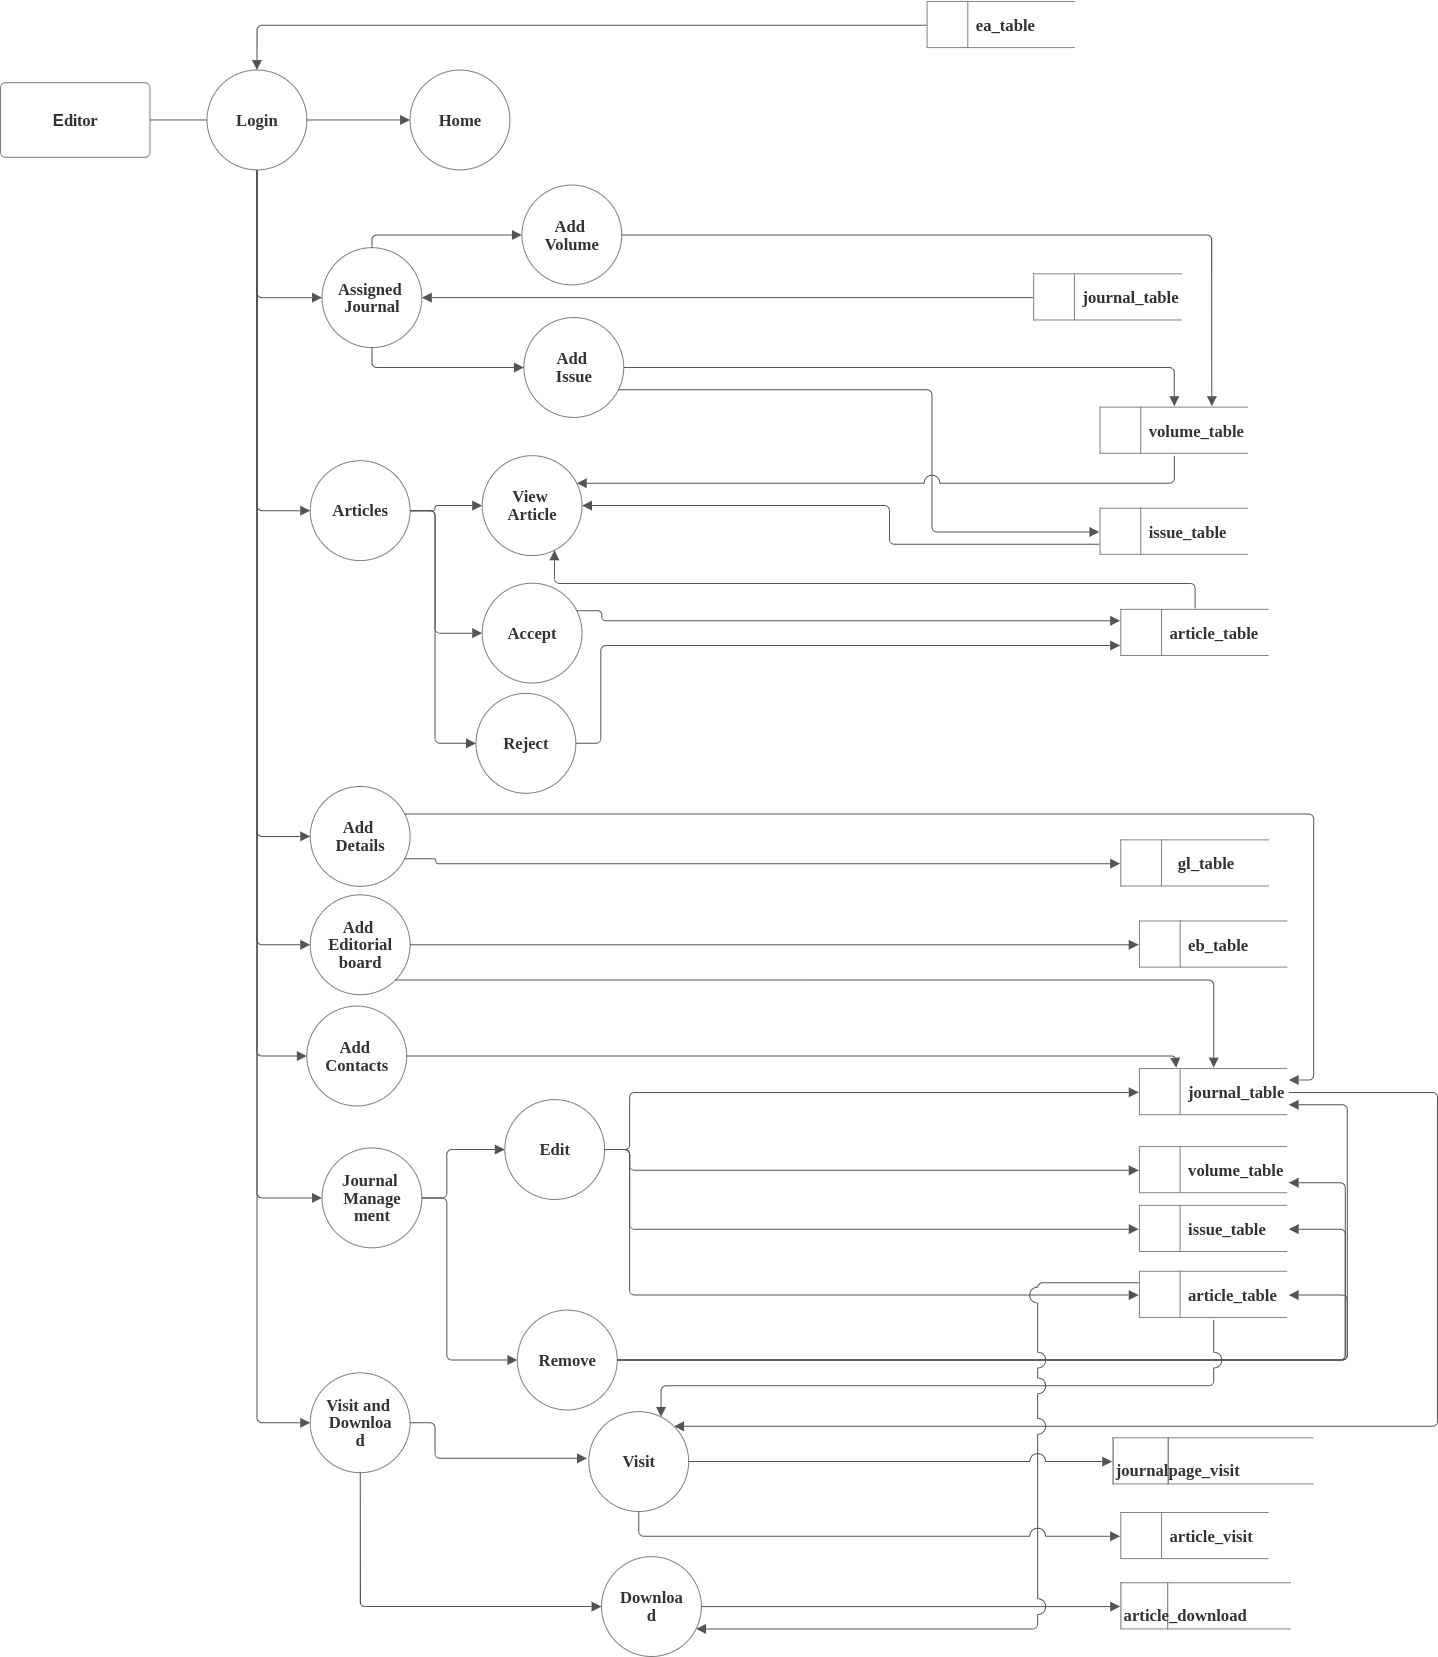 ea_table
Editor
Login
Home
Add
Volume
Assigned
Journal
journal_table
Add
Issue
volume_table
View
Article
Articles
issue_table
Accept
article_table
Reject
Add
Details
gl_table
Add
Editorial
board
eb_table
Add
Contacts
journal_table
Edit
volume_table
Journal
Manage
ment
issue_table
article_table
Remove
Visit and
Downloa
d
Visit
journalpage_visit
article_visit
Downloa
d
article_download